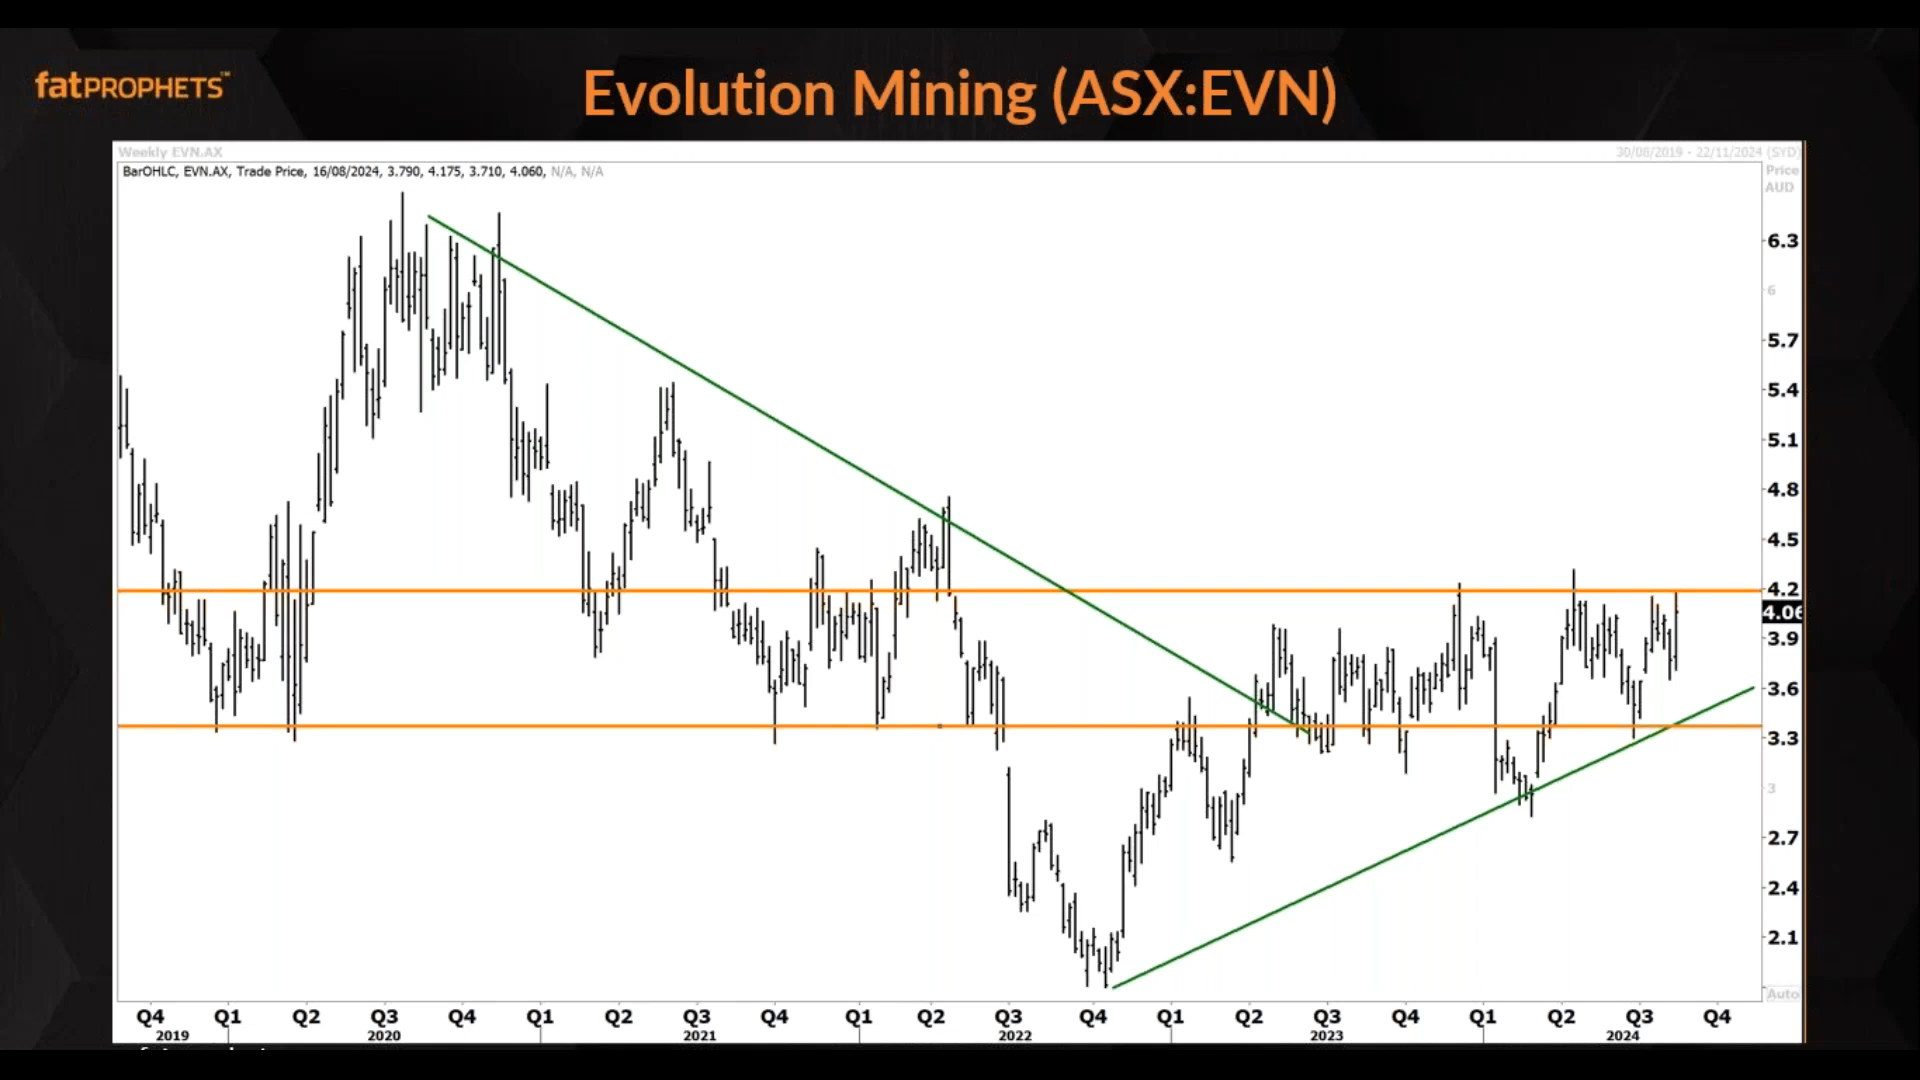 fatPROPHETS™
Evolution Mining (ASX:EVN)
Weekly EVN.AX
30/08/2019 - 22/11/2024 (SYD)
BarOHLC, EVN.AX, Trade Price, 16/08/2024, 3.790, 4.175, 3.710, 4.060, N/A, N/A
Price
AUD
6.3
6
5.7
5.4
5.1
4.8
4.5
4.2
4.06
3.9
3.6
3.3
3
2.7
2.4
2.1
Auto
Q4 Q1 Q2 Q3 Q4 Q1 Q2 Q3 Q4 Q1 Q2 Q3 Q4 Q1 Q2 Q3 Q4 Q1 Q2 Q3 Q4
2019 2020 2021 2022 2023 2024